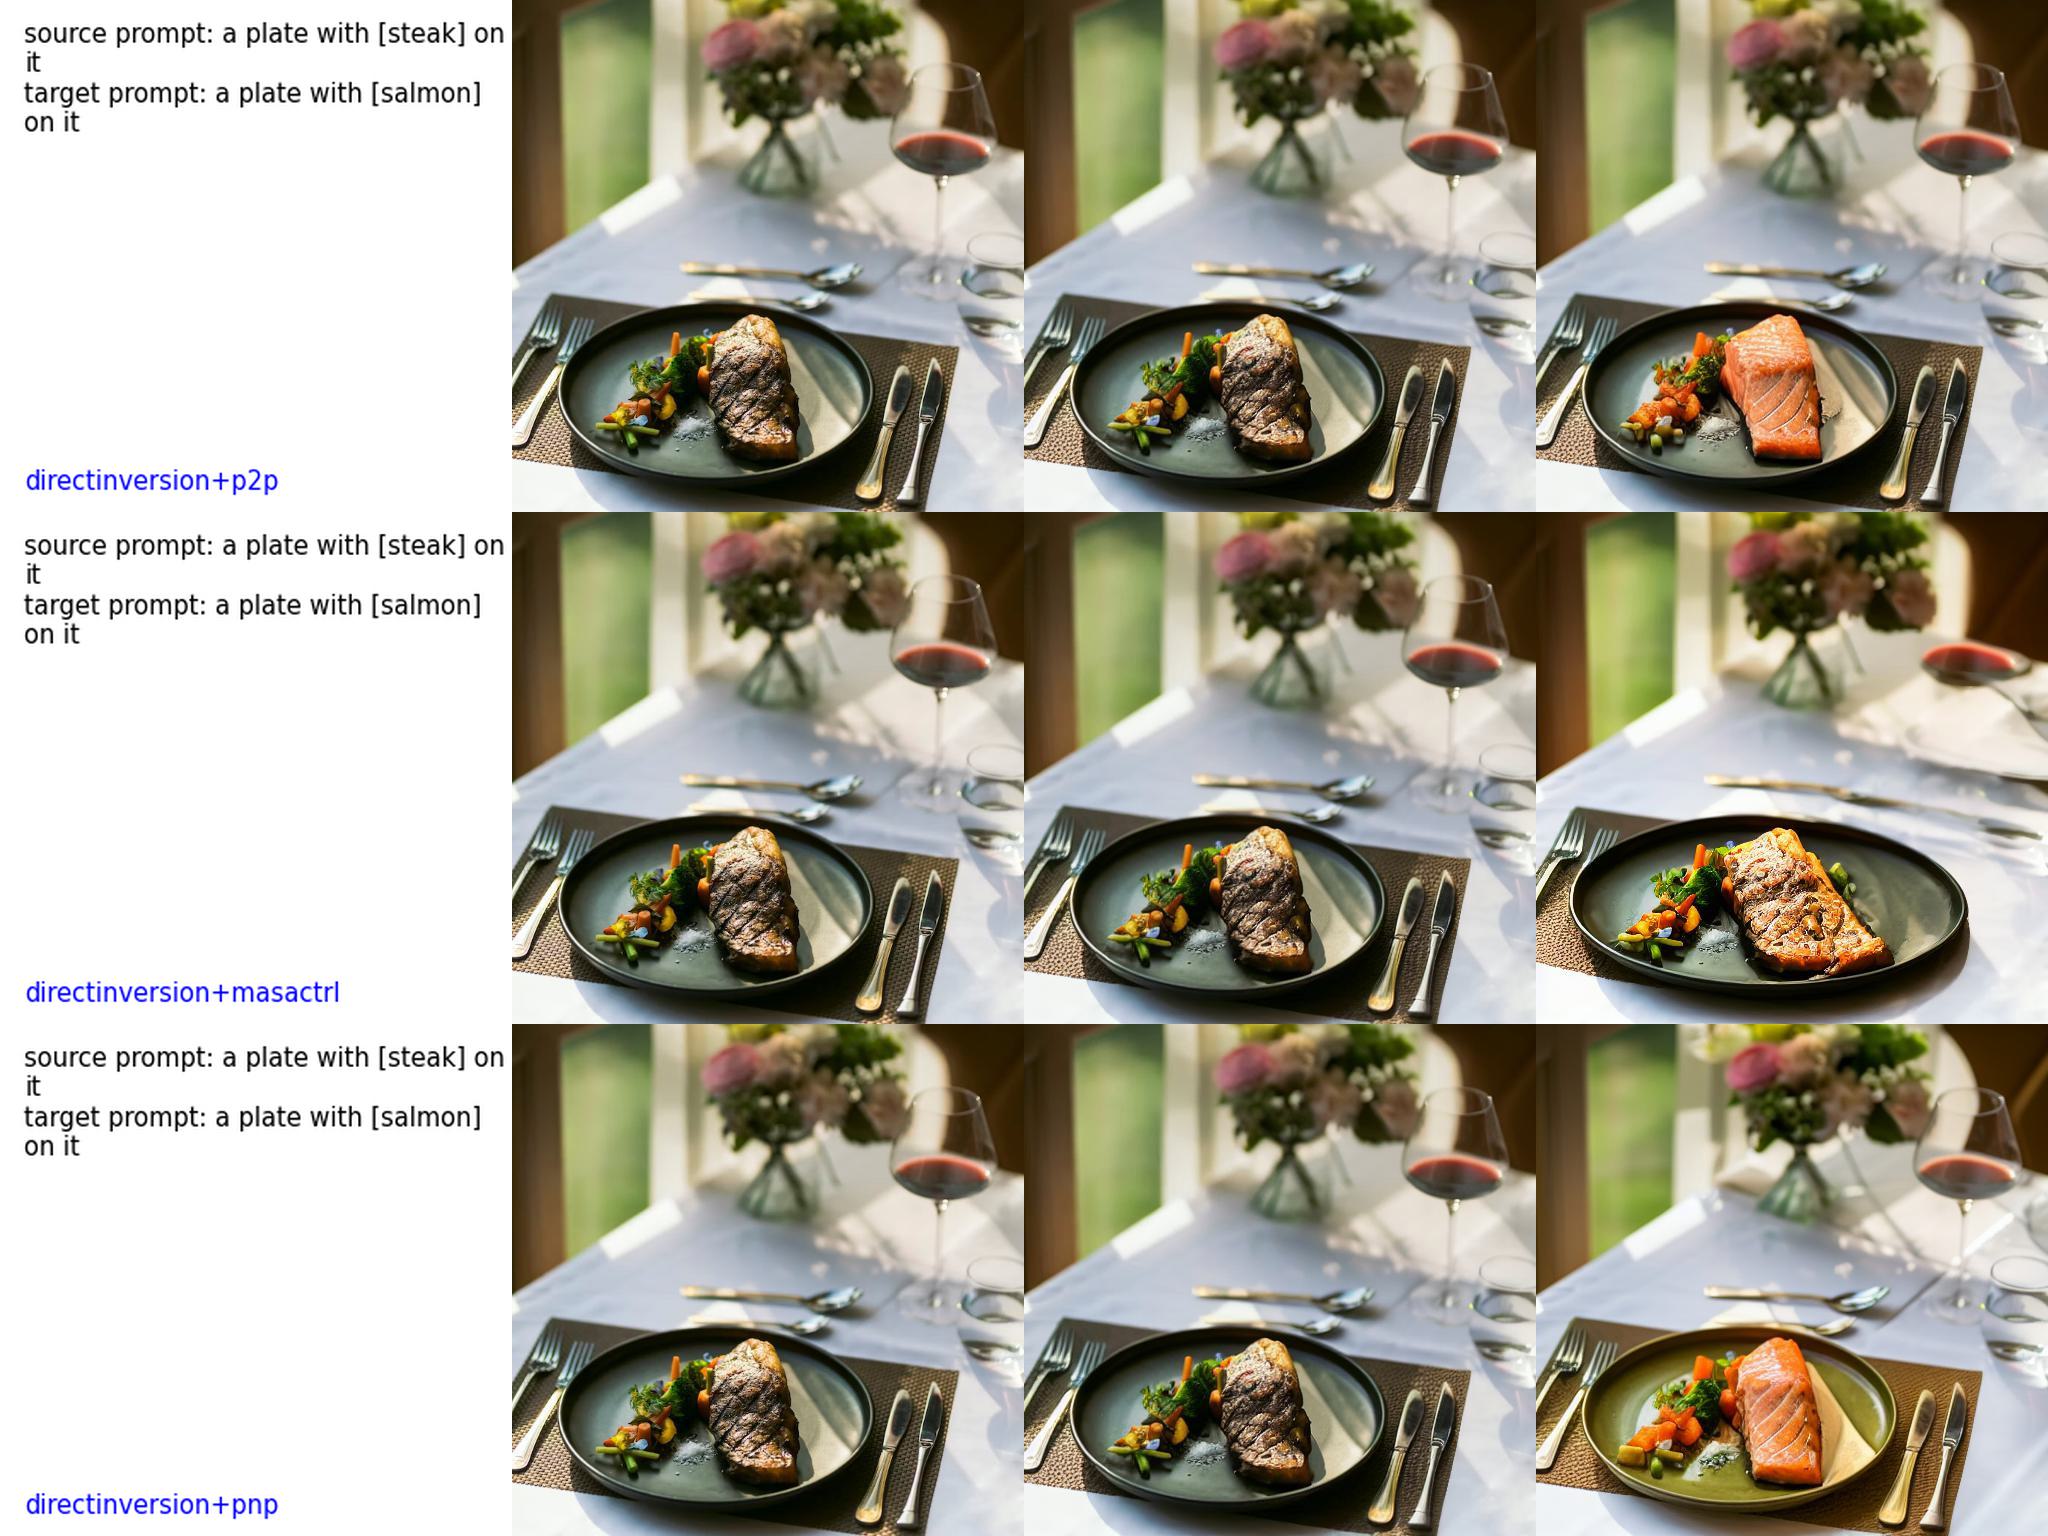 source prompt: a plate with [steak] on
it
target prompt: a plate with [salmon]
on it
directinversion+p2p
source prompt: a plate with [steak] on
it
target prompt: a plate with [salmon]
on it
directinversion+masactrl
source prompt: a plate with [steak] on
it
target prompt: a plate with [salmon]
on it
directinversion+pnp